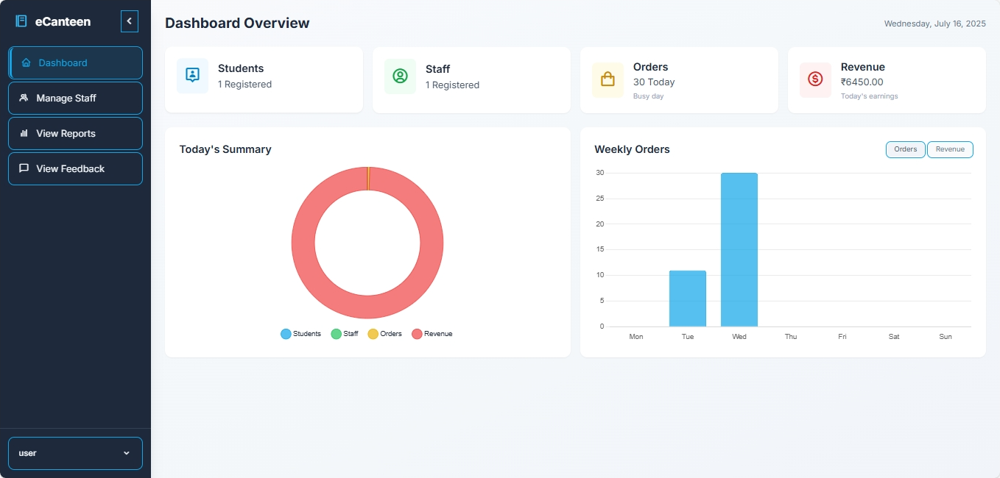 eCanteen
Dashboard
Manage Staff
View Reports
View Feedback
user
Dashboard Overview
Wednesday, July 16, 2025
Students
1 Registered
Staff
1 Registered
Orders
30 Today
Busy day
Revenue
₹6450.00
Today's earnings
Today's Summary
Students Staff Orders Revenue
Weekly Orders
Orders Revenue
30
25
20
15
10
5
0
Mon Tue Wed Thu Fri Sat Sun